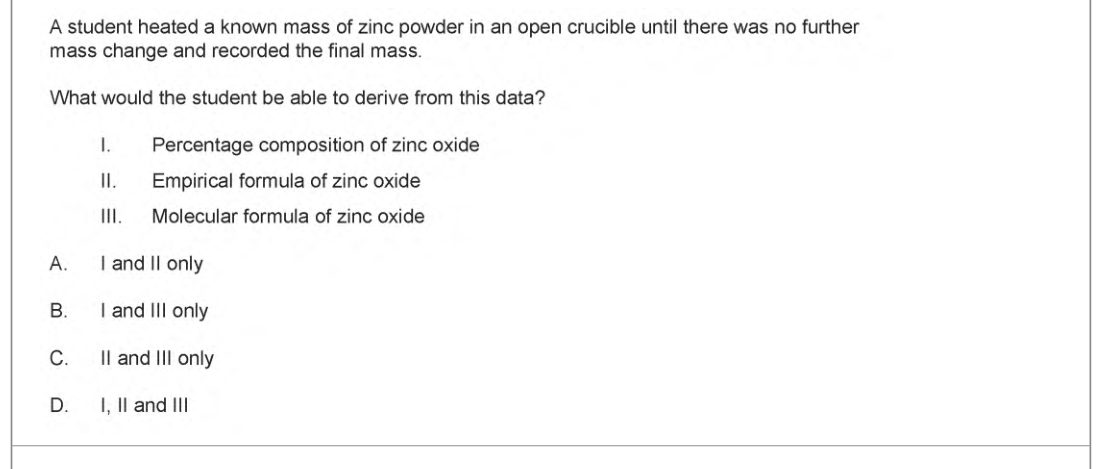 A student heated a known mass of zinc powder in an open crucible until there was no further
mass change and recorded the final mass.
What would the student be able to derive from this data?
I. Percentage composition of zinc oxide
II. Empirical formula of zinc oxide
III. Molecular formula of zinc oxide
A. I and II only
B. I and III only
C. II and III only
D. I, II and III